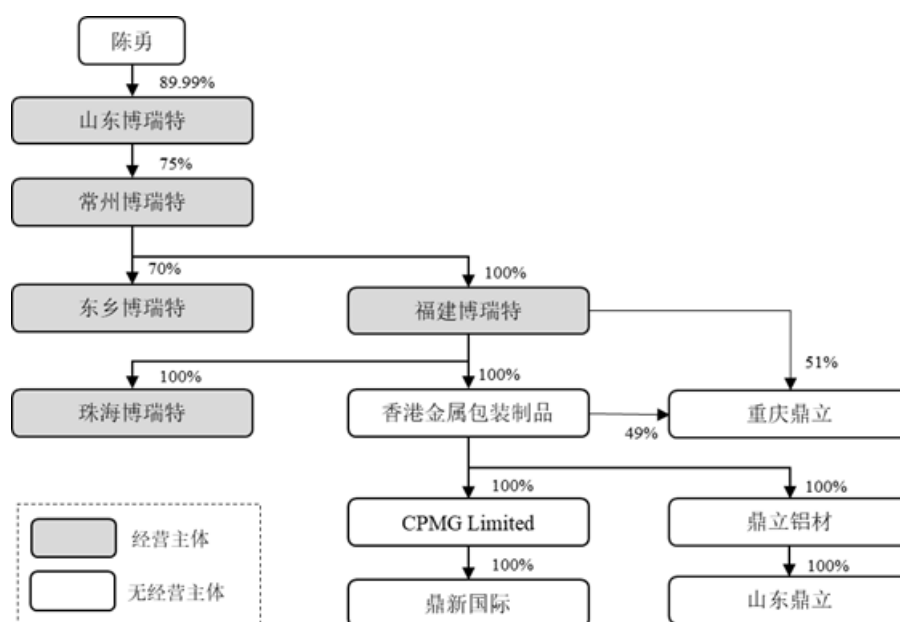 陈勇
89.99%
山东博瑞特
75%
常州博瑞特
70%
100%
东乡博瑞特
福建博瑞特
51%
100%
100%
珠海博瑞特
香港金属包装制品
49%
重庆鼎立
100%
100%
CPMG Limited
鼎立铝材
100%
100%
鼎新国际
山东鼎立
经营主体
无经营主体